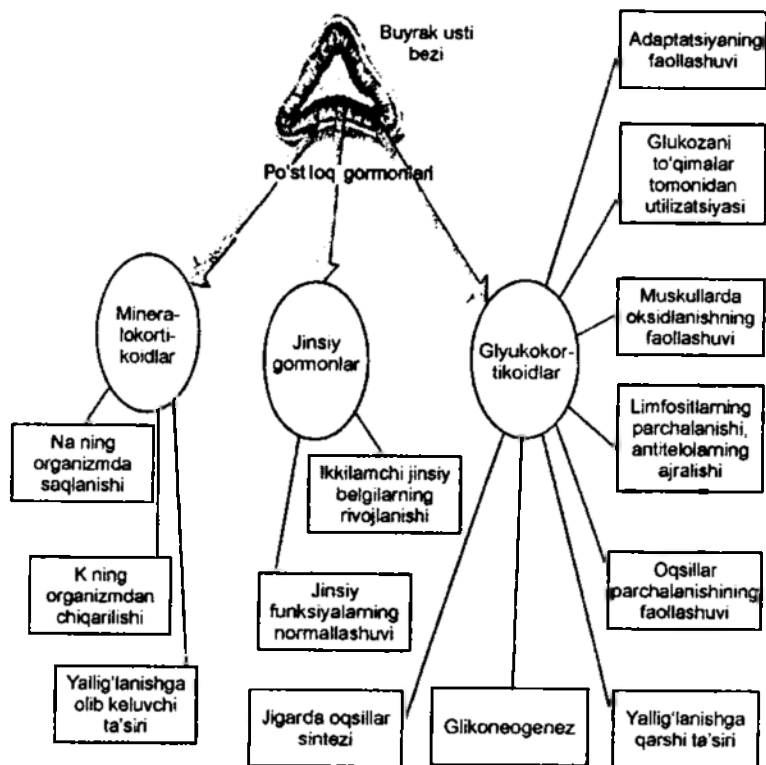 Buyrak usti
bezi
Po'stloq gormonlari
Minera-
lokorti-
koidlar
Jinsiy
gormonlar
Glyukokor-
tikoidlar
Na ning
organizmda
saqlanishi
K ning
organizmdan
chiqarilishi
Yallig'lanishga
olib keluvchi
ta'siri
Ikkilamchi jinsiy
belgilarning
rivojlanishi
Jinsiy
funksiyalarning
normallashuvi
Adaptatsiyaning
faollashuvi
Glukozani
to'qimalar
tomonidan
utilizatsiyasi
Muskullarda
oksidlanishning
faollashuvi
Limfositlarning
parchalanishi,
antitelolarning
ajralishi
Oqsillar
parchalanishining
faollashuvi
Yallig'lanishga
qarshi ta'siri
Glikoneogenez
Jigarda oqsillar
sintezi